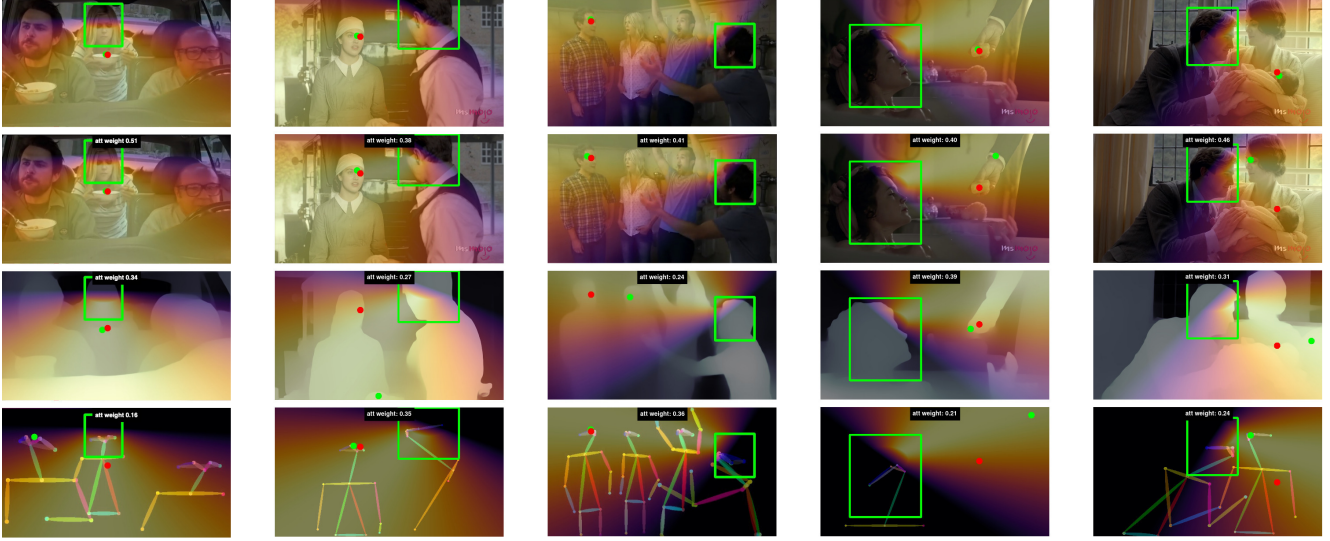 att weight 0.51
att weight: 0.38
att weight: 0.41
att weight: 0.40
att weight: 0.46
att weight 0.34
att weight: 0.27
att weight: 0.24
att weight: 0.39
att weight: 0.31
att weight 0.16
att weight: 0.35
att weight: 0.36
att weight: 0.21
att weight: 0.24